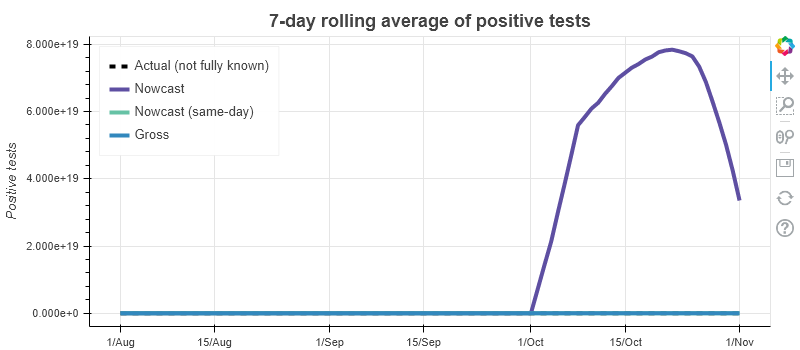 7-day rolling average of positive tests
8.000e+19
6.000e+19
4.000e+19
2.000e+19
0.000e+0
Positive tests
Actual (not fully known)
Nowcast
Nowcast (same-day)
Gross
1/Aug
15/Aug
1/Sep
15/Sep
1/Oct
15/Oct
1/Nov